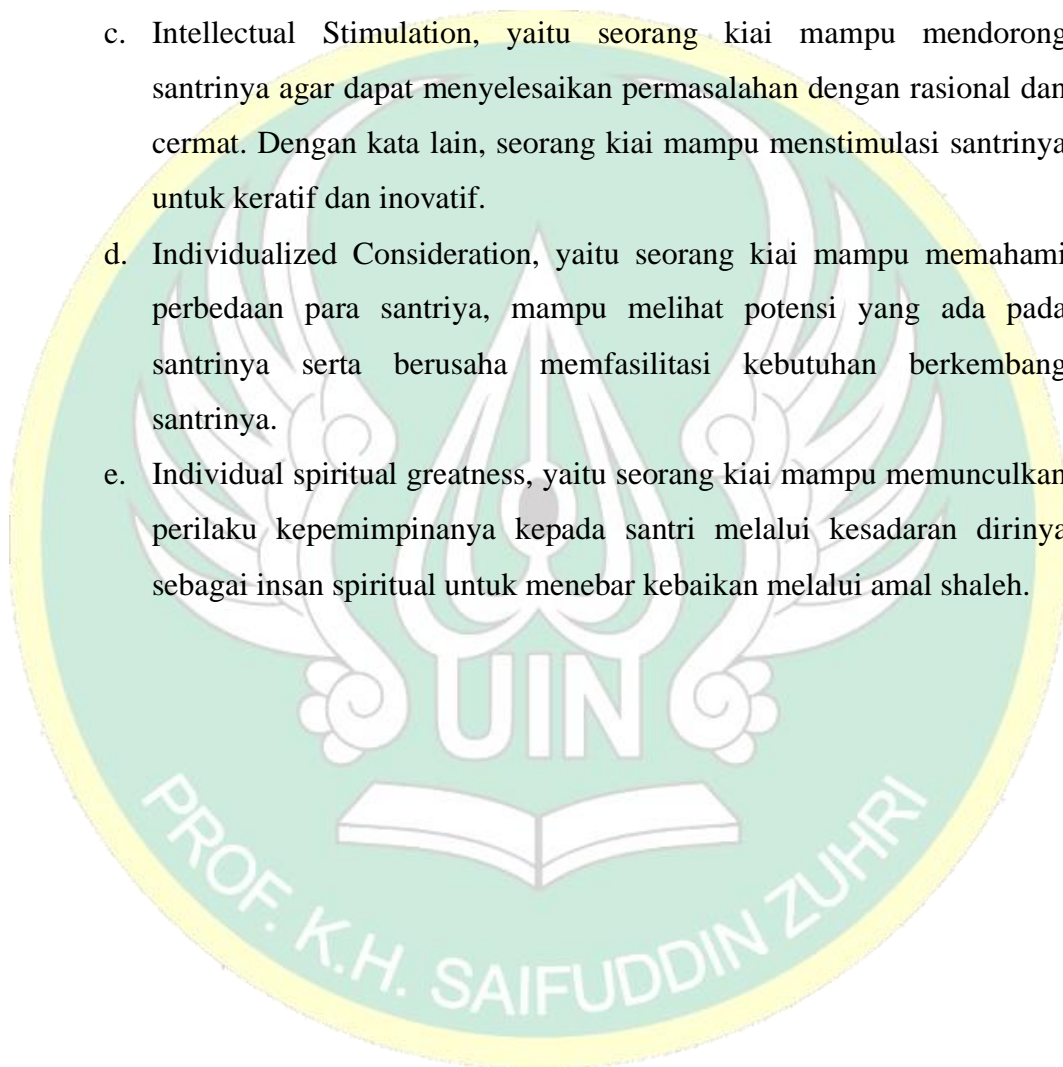 c. Intellectual Stimulation, yaitu seorang kiai mampu mendorong
santrinya agar dapat menyelesaikan permasalahan dengan rasional dan
cermat. Dengan kata lain, seorang kiai mampu menstimulasi santrinya
untuk keratif dan inovatif.
d. Individualized Consideration, yaitu seorang kiai mampu memahami
perbedaan para santriya, mampu melihat potensi yang ada pada
santrinya serta berusaha memfasilitasi kebutuhan berkembang
santrinya.
e. Individual spiritual greatness, yaitu seorang kiai mampu memunculkan
perilaku kepemimpinanya kepada santri melalui kesadaran dirinya
sebagai insan spiritual untuk menebar kebaikan melalui amal shaleh.
UIN
PROF. K.H. SAIFUDDIN ZUHRI